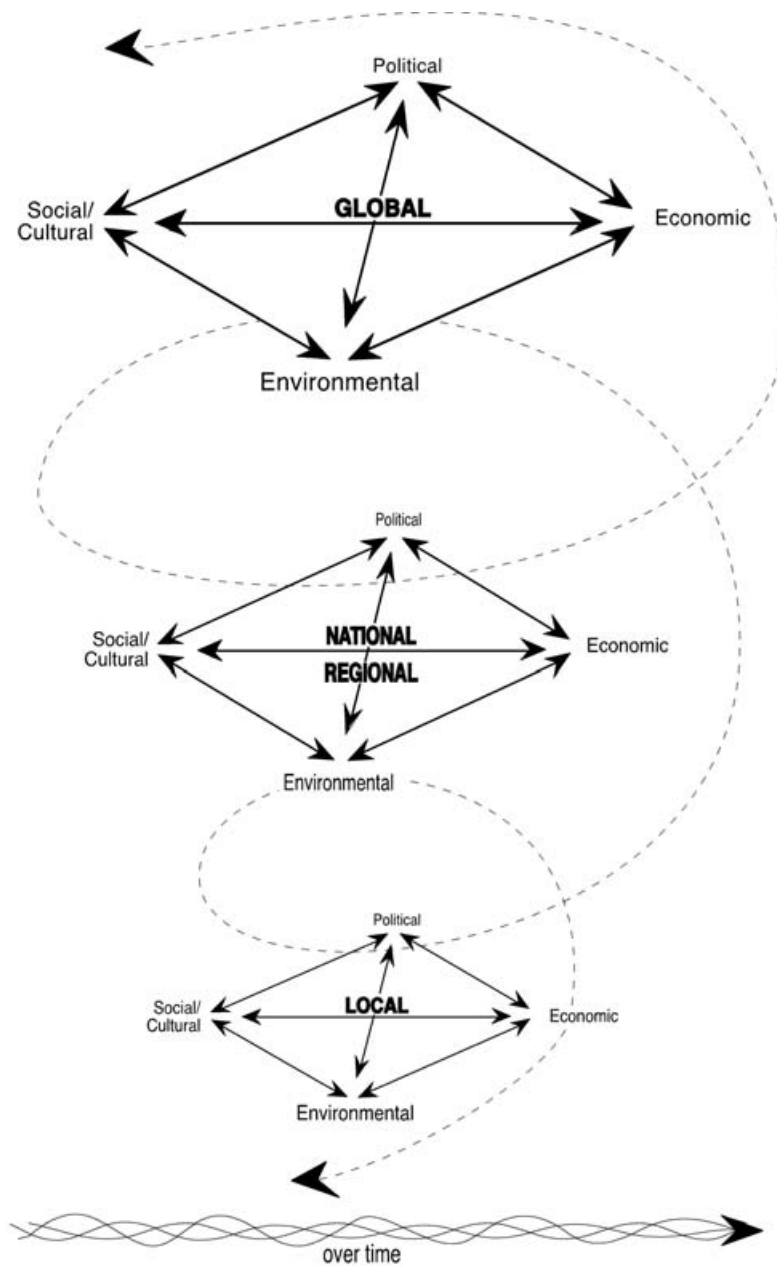 Political
Social/
Cultural
GLOBAL
Economic
Environmental
Political
Social/
Cultural
NATIONAL
REGIONAL
Economic
Environmental
Political
Social/
Cultural
LOCAL
Economic
Environmental
over time